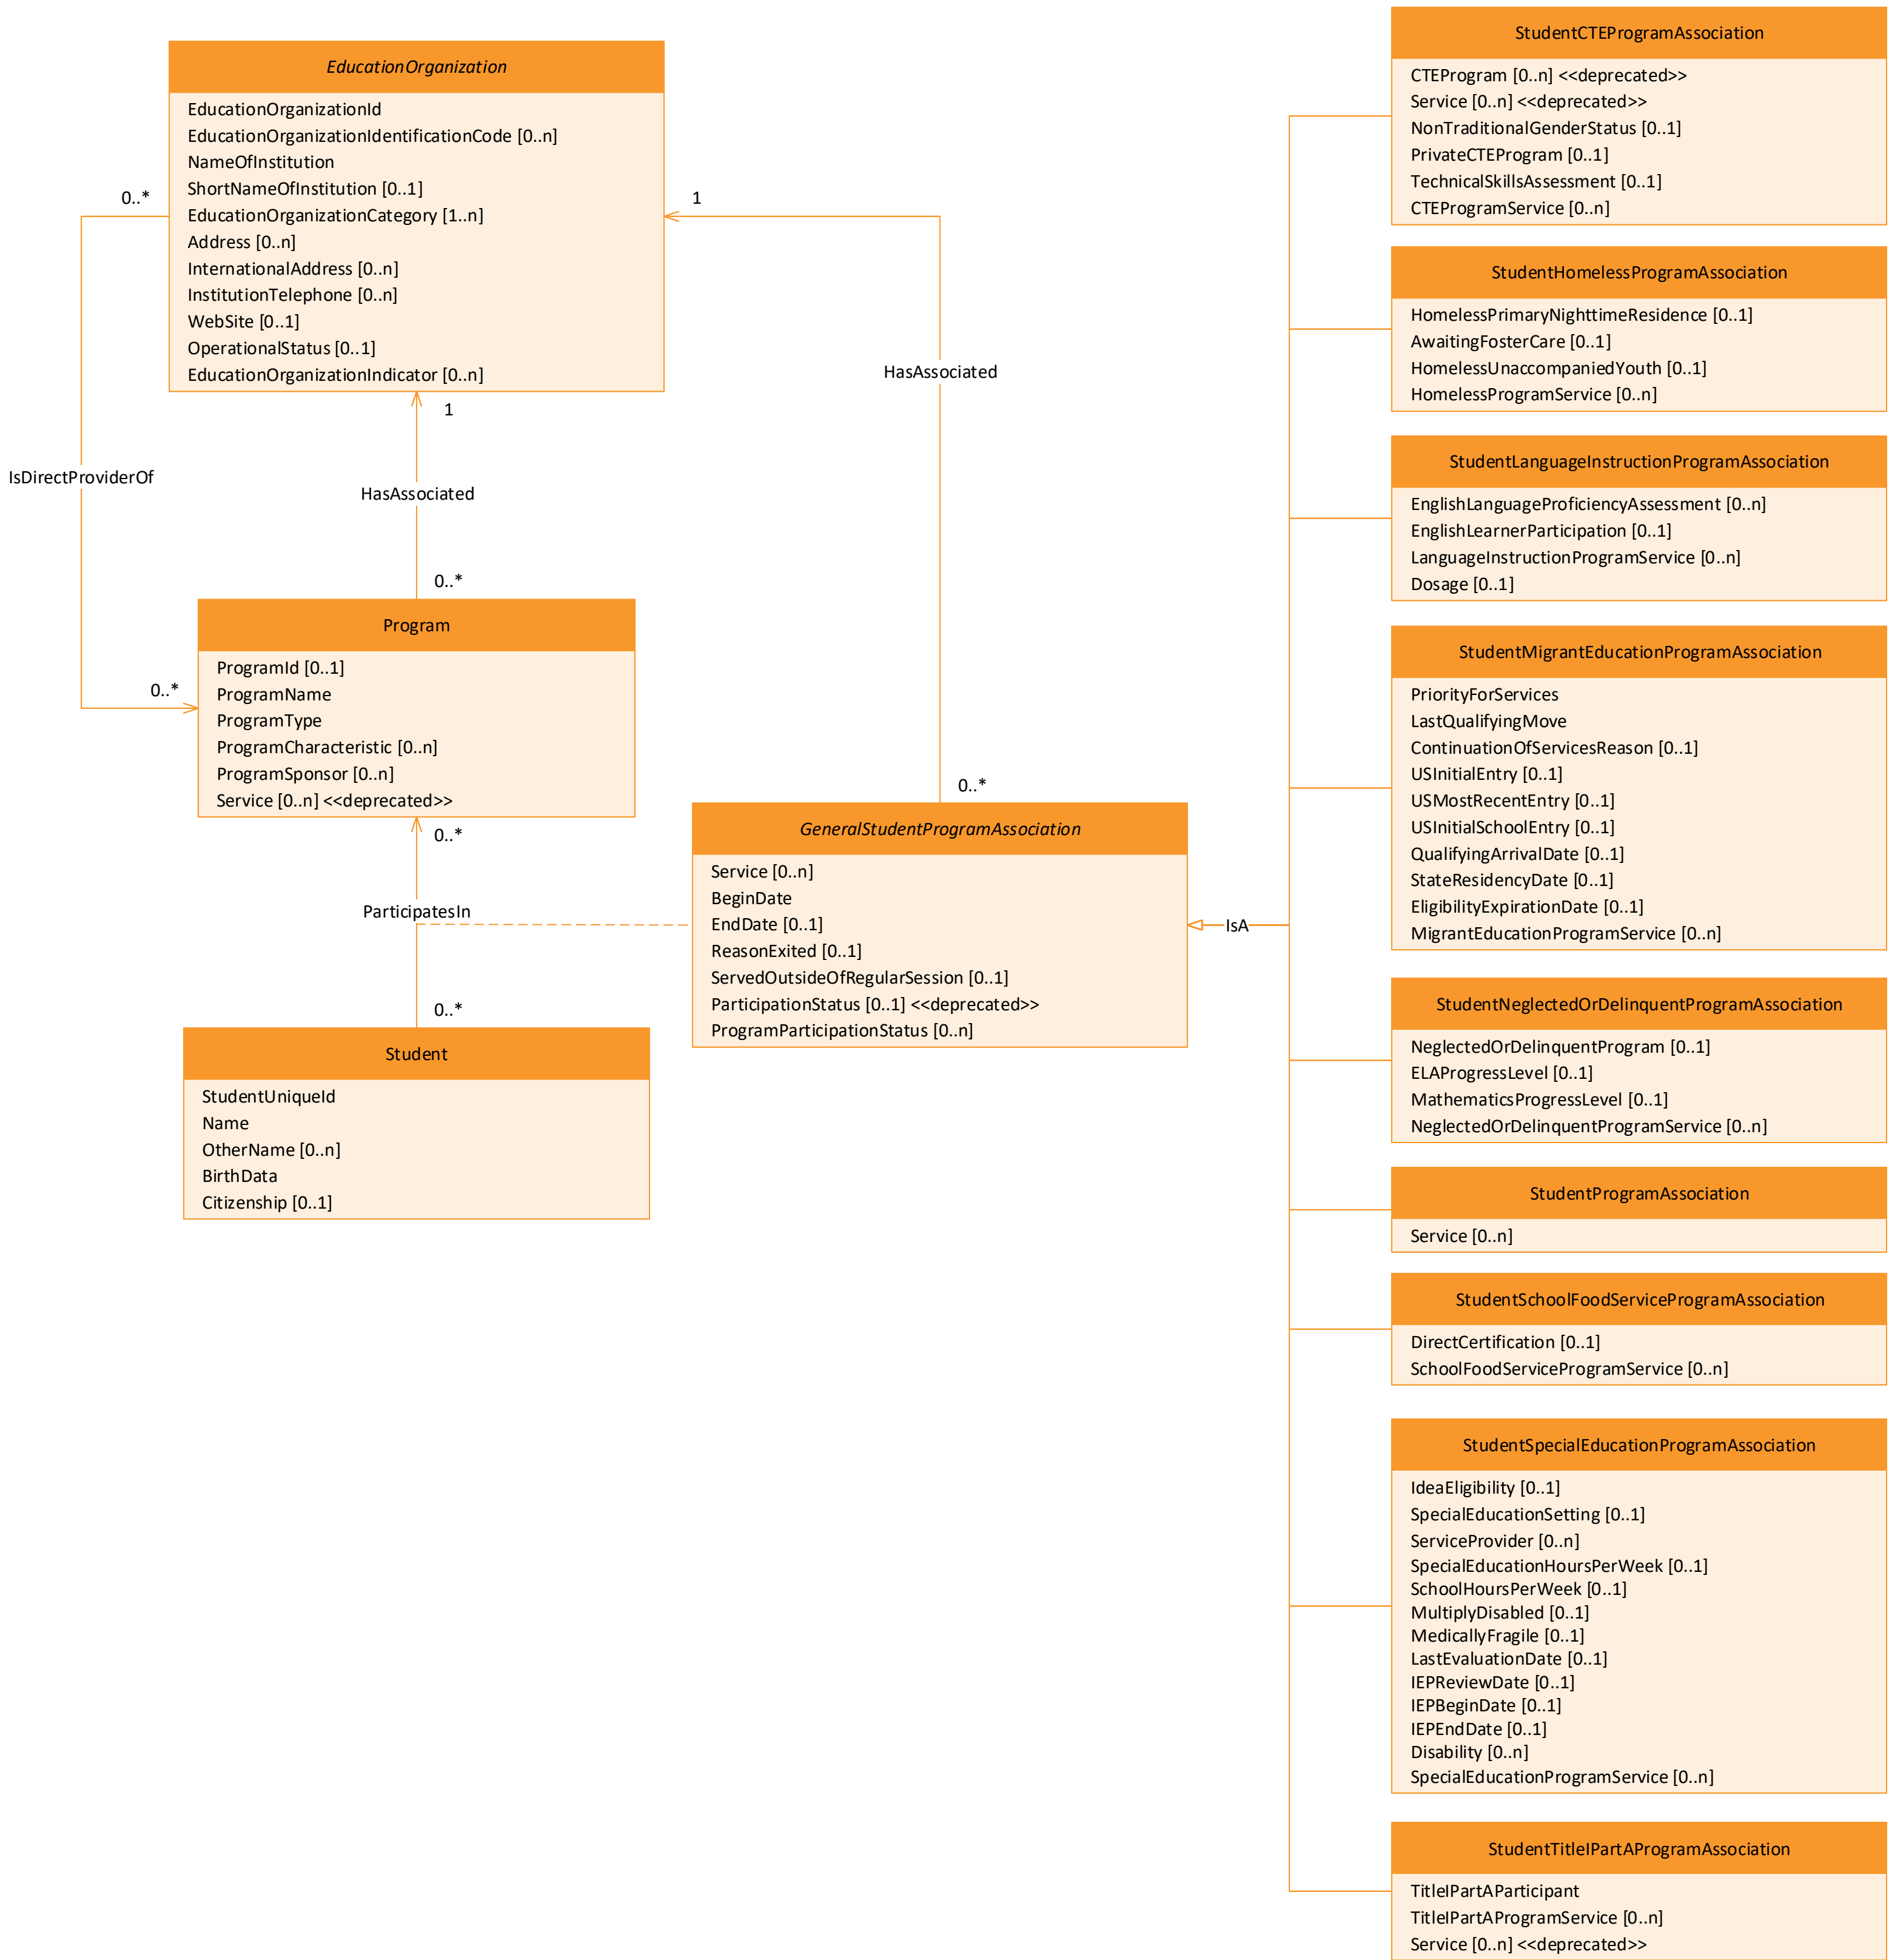 EducationOrganization
EducationOrganizationId
EducationOrganizationIdentificationCode [0..n]
NameOfInstitution
ShortNameOfInstitution [0..1]
EducationOrganizationCategory [1..n]
Address [0..n]
InternationalAddress [0..n]
InstitutionTelephone [0..n]
WebSite [0..1]
OperationalStatus [0..1]
EducationOrganizationIndicator [0..n]
0..*
1
HasAssociated
1
IsDirectProviderOf
HasAssociated
0..*
0..*
Program
ProgramId [0..1]
ProgramName
ProgramType
ProgramCharacteristic [0..n]
ProgramSponsor [0..n]
Service [0..n] <<deprecated>>
0..*
0..*
ParticipatesIn
0..*
Student
StudentUniqueId
Name
OtherName [0..n]
BirthData
Citizenship [0..1]
GeneralStudentProgramAssociation
Service [0..n]
BeginDate
EndDate [0..1]
ReasonExited [0..1]
ServedOutsideOfRegularSession [0..1]
ParticipationStatus [0..1] <<deprecated>>
ProgramParticipationStatus [0..n]
IsA
StudentCTEProgramAssociation
CTEProgram [0..n] <<deprecated>>
Service [0..n] <<deprecated>>
NonTraditionalGenderStatus [0..1]
PrivateCTEProgram [0..1]
TechnicalSkillsAssessment [0..1]
CTEProgramService [0..n]
StudentHomelessProgramAssociation
HomelessPrimaryNighttimeResidence [0..1]
AwaitingFosterCare [0..1]
HomelessUnaccompaniedYouth [0..1]
HomelessProgramService [0..n]
StudentLanguageInstructionProgramAssociation
EnglishLanguageProficiencyAssessment [0..n]
EnglishLearnerParticipation [0..1]
LanguageInstructionProgramService [0..n]
Dosage [0..1]
StudentMigrantEducationProgramAssociation
PriorityForServices
LastQualifyingMove
ContinuationOfServicesReason [0..1]
USInitialEntry [0..1]
USMostRecentEntry [0..1]
USInitialSchoolEntry [0..1]
QualifyingArrivalDate [0..1]
StateResidencyDate [0..1]
EligibilityExpirationDate [0..1]
MigrantEducationProgramService [0..n]
StudentNeglectedOrDelinquentProgramAssociation
NeglectedOrDelinquentProgram [0..1]
ELAProgressLevel [0..1]
MathematicsProgressLevel [0..1]
NeglectedOrDelinquentProgramService [0..n]
StudentProgramAssociation
Service [0..n]
StudentSchoolFoodServiceProgramAssociation
DirectCertification [0..1]
SchoolFoodServiceProgramService [0..n]
StudentSpecialEducationProgramAssociation
IdeaEligibility [0..1]
SpecialEducationSetting [0..1]
ServiceProvider [0..n]
SpecialEducationHoursPerWeek [0..1]
SchoolHoursPerWeek [0..1]
MultiplyDisabled [0..1]
MedicallyFragile [0..1]
LastEvaluationDate [0..1]
IEPReviewDate [0..1]
IEPBeginDate [0..1]
IEPEndDate [0..1]
Disability [0..n]
SpecialEducationProgramService [0..n]
StudentTitleIPartAProgramAssociation
TitleIPartAParticipant
TitleIPartAProgramService [0..n]
Service [0..n] <<deprecated>>